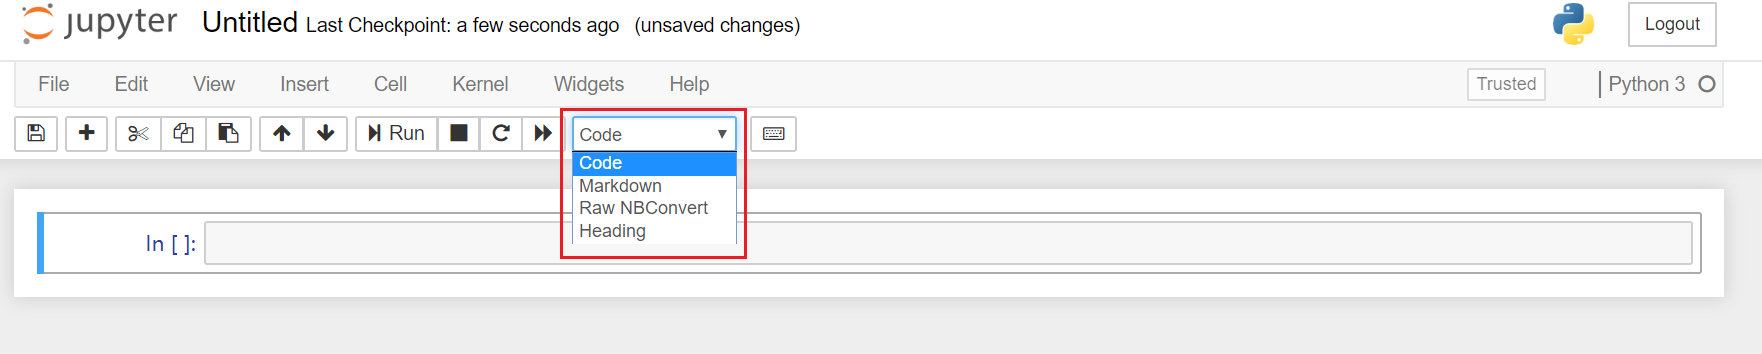 jupyter Untitled Last Checkpoint: a few seconds ago (unsaved changes) Logout
File Edit View Insert Cell Kernel Widgets Help Trusted Python 3
Run Code
Code
Markdown
Raw NBConvert
Heading
In [ ]: